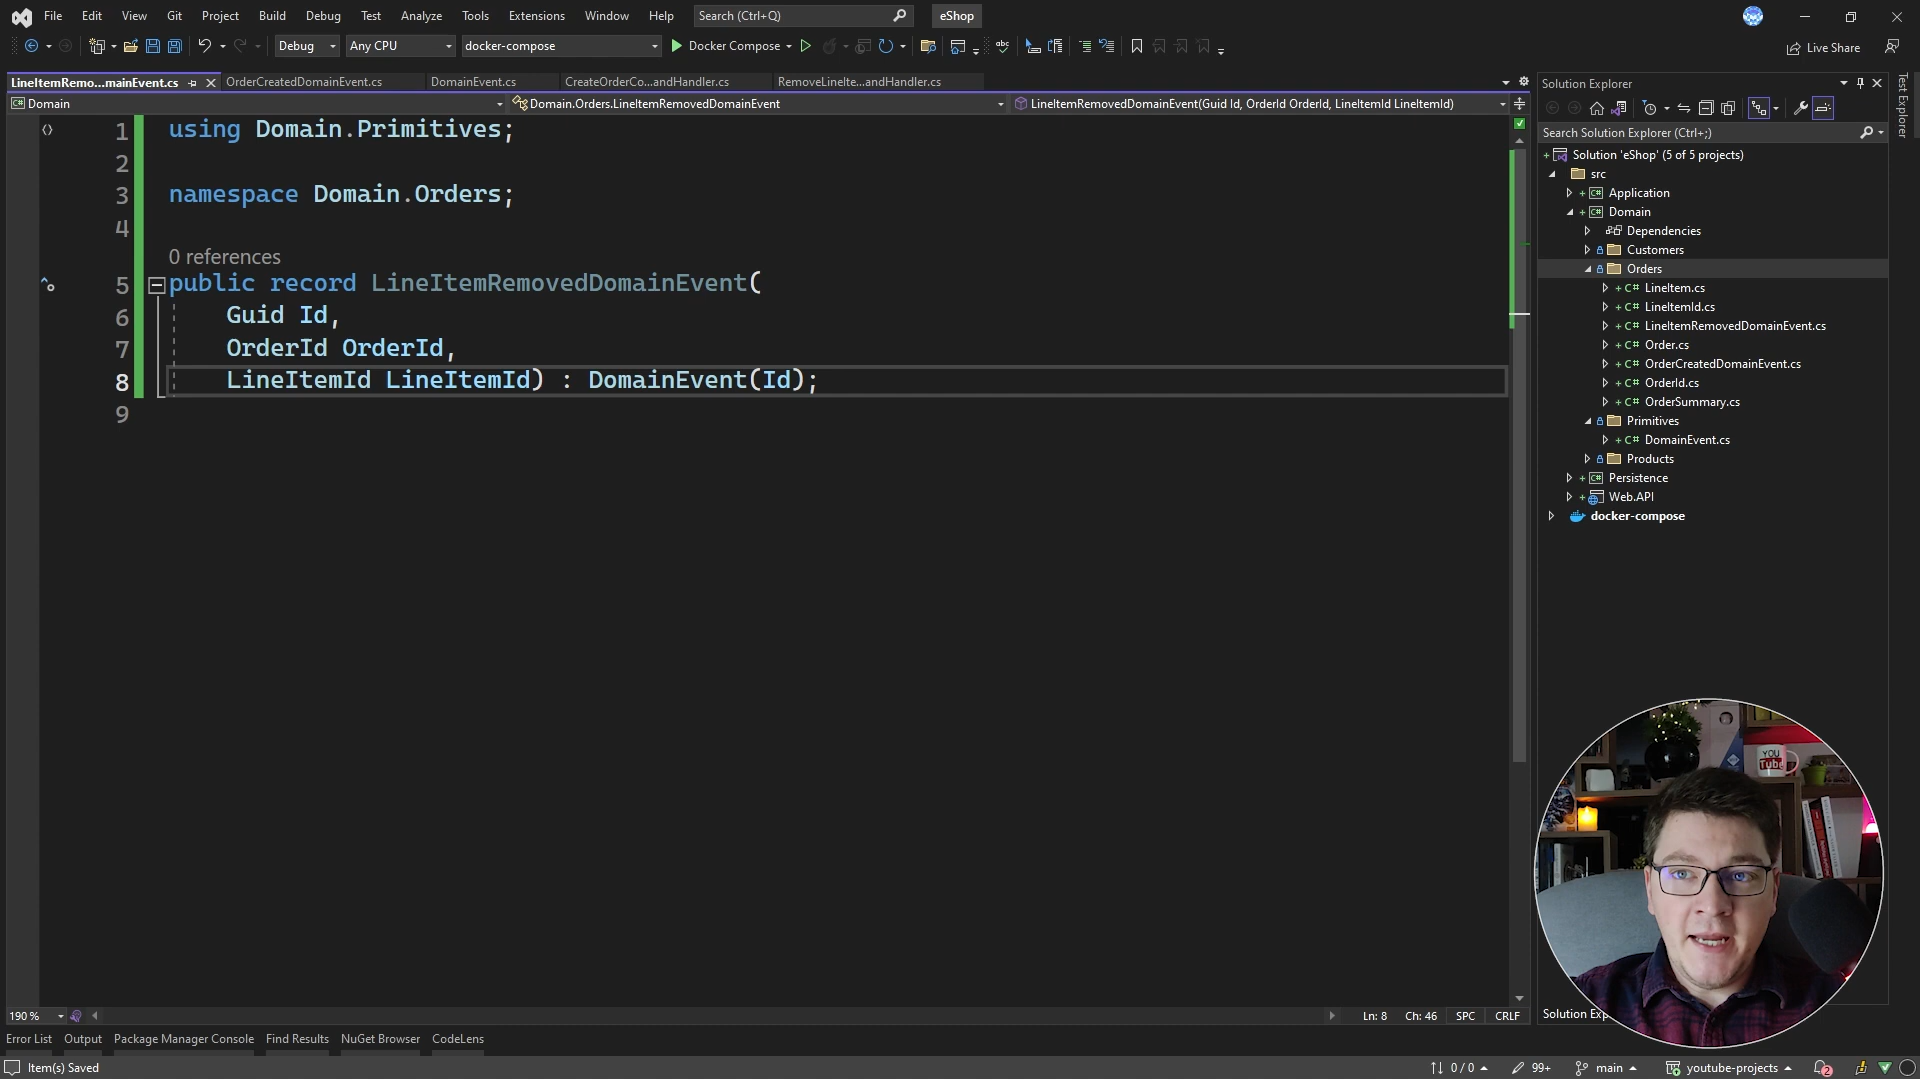 File Edit View Git Project Build Debug Test Analyze Tools Extensions Window Help Search (Ctrl+Q) eShop
Debug Any CPU docker-compose Docker Compose Live Share
LineItemRemo...mainEvent.cs OrderCreatedDomainEvent.cs DomainEvent.cs CreateOrderCo...andHandler.cs RemoveLineIte...andHandler.cs
Domain Domain.Orders.LineItemRemovedDomainEvent LineItemRemovedDomainEvent(Guid Id, OrderId OrderId, LineItemId LineItemId)
1 using Domain.Primitives;
2
3 namespace Domain.Orders;
4
0 references
5 public record LineItemRemovedDomainEvent(
6 Guid Id,
7 OrderId OrderId,
8 LineItemId LineItemId) : DomainEvent(Id);
9
Solution Explorer
Search Solution Explorer (Ctrl+;)
Solution 'eShop' (5 of 5 projects)
src
Application
Domain
Dependencies
Customers
Orders
LineItem.cs
LineItemId.cs
LineItemRemovedDomainEvent.cs
Order.cs
OrderCreatedDomainEvent.cs
OrderId.cs
OrderSummary.cs
Primitives
DomainEvent.cs
Products
Persistence
Web.API
docker-compose
Test Explorer
YOU
Tube
190 % Ln: 8 Ch: 46 SPC CRLF
Solution Exp
Error List Output Package Manager Console Find Results NuGet Browser CodeLens
Item(s) Saved 0 / 0 99+ main youtube-projects 2